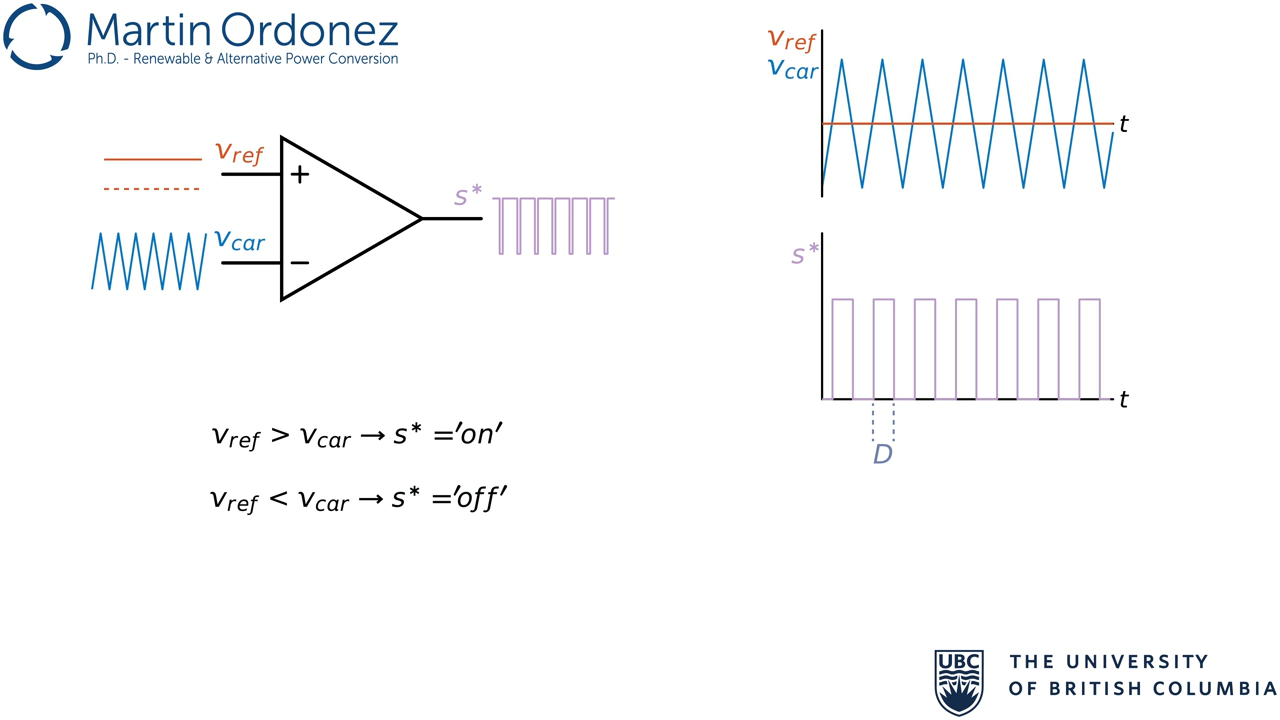 Martin Ordonez
Ph.D. - Renewable & Alternative Power Conversion
v_ref
+
v_car
−
s*
v_ref > v_car → s* ='on'
v_ref < v_car → s* ='off'
v_ref
v_car
t
s*
t
D
UBC
THE UNIVERSITY
OF BRITISH COLUMBIA